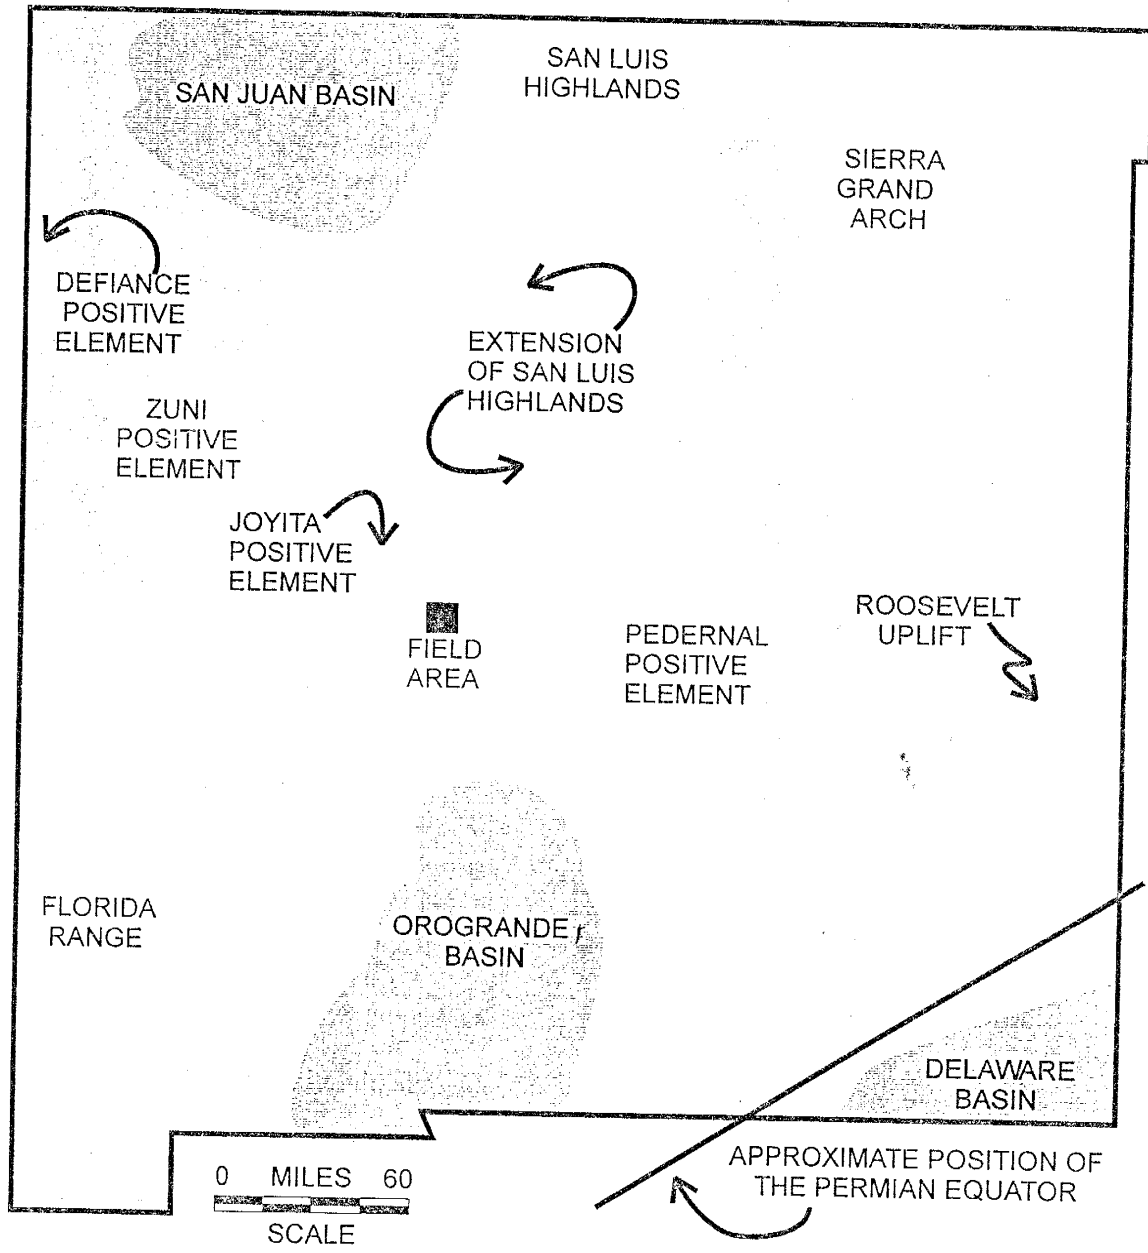 SAN JUAN BASIN
SAN LUIS
HIGHLANDS
SIERRA
GRAND
ARCH
DEFIANCE
POSITIVE
ELEMENT
EXTENSION
OF SAN LUIS
HIGHLANDS
ZUNI
POSITIVE
ELEMENT
JOYITA
POSITIVE
ELEMENT
FIELD
AREA
PEDERNAL
POSITIVE
ELEMENT
ROOSEVELT
UPLIFT
FLORIDA
RANGE
OROGRANDE
BASIN
DELAWARE
BASIN
0 MILES 60
SCALE
APPROXIMATE POSITION OF
THE PERMIAN EQUATOR